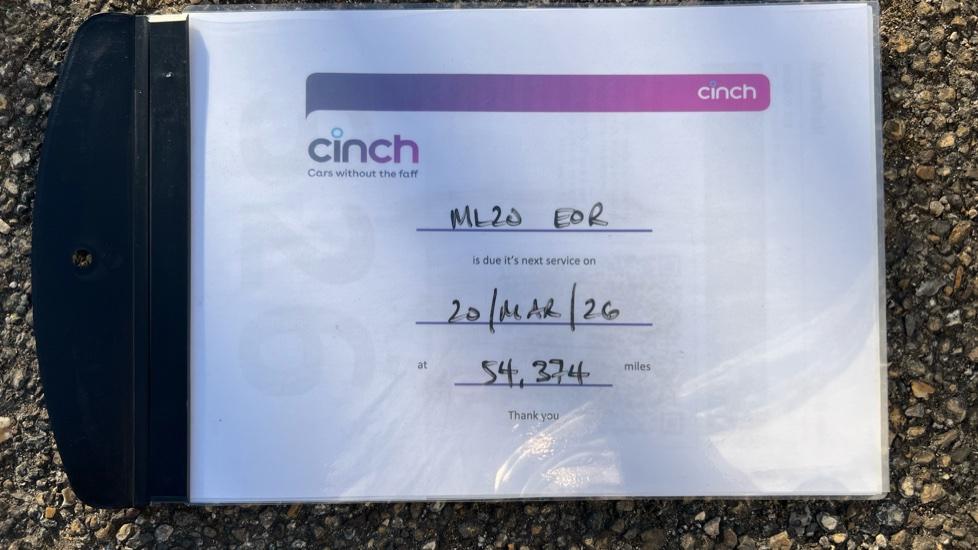 cinch
cinch
Cars without the faff
ML20 EOR
is due it's next service on
20/MAR/26
at 54,374 miles
Thank you